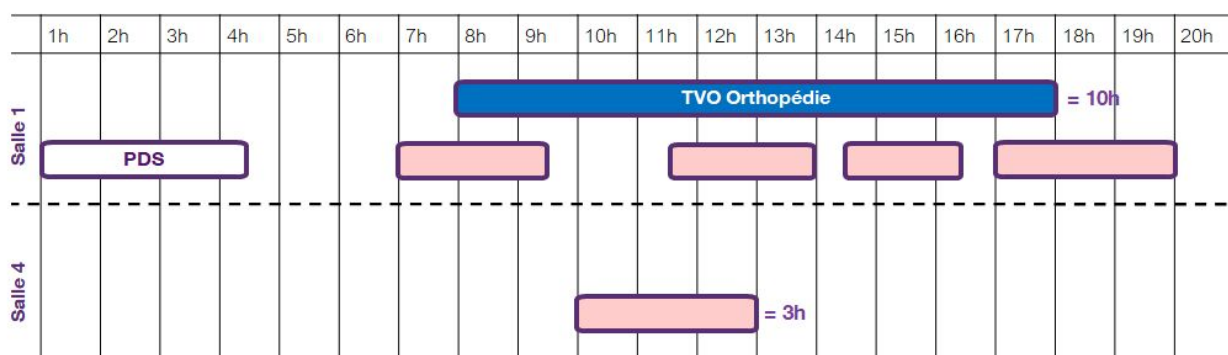 1h 2h 3h 4h 5h 6h 7h 8h 9h 10h 11h 12h 13h 14h 15h 16h 17h 18h 19h 20h
Salle 1
TVO Orthopédie = 10h
PDS
Salle 4
= 3h